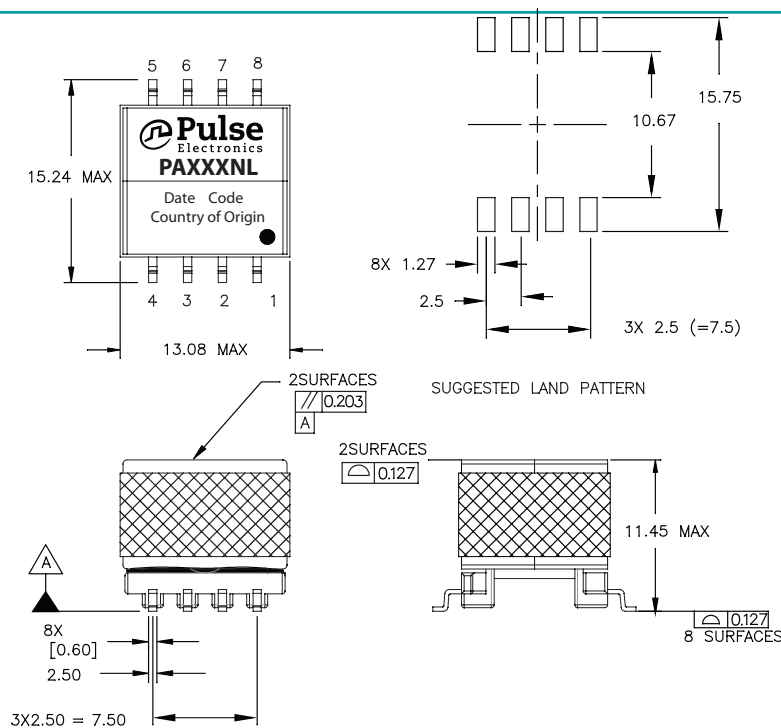 5 6 7 8
Pulse
Electronics
PAXXXNL
Date Code
Country of Origin
15.24 MAX
4 3 2 1
13.08 MAX
15.75
10.67
8X 1.27
2.5
3X 2.5 (=7.5)
SUGGESTED LAND PATTERN
2SURFACES
// 0.203
A
2SURFACES
⌓ 0.127
11.45 MAX
A
8X
[0.60]
2.50
3X2.50 = 7.50
⌓ 0.127
8 SURFACES